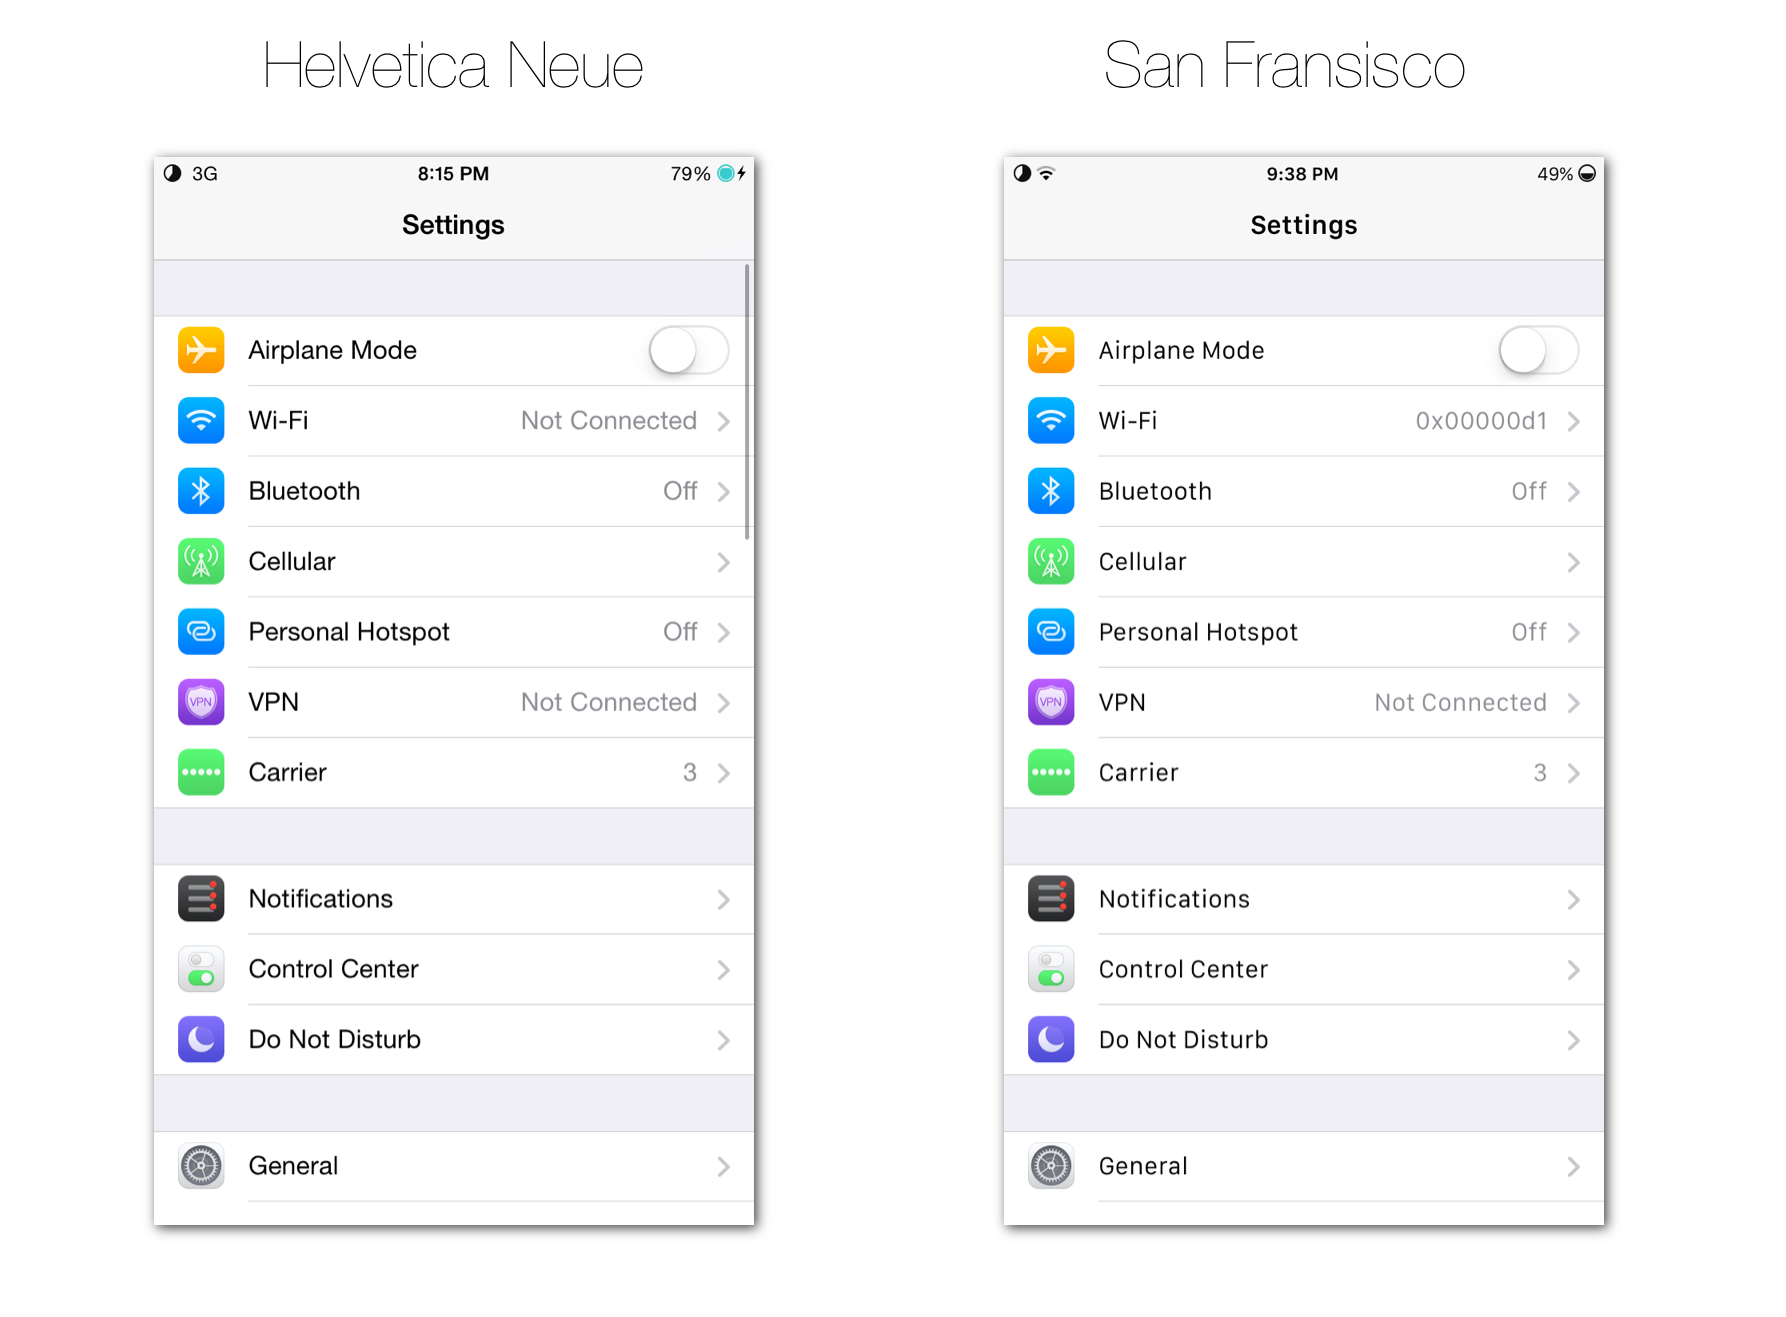 Helvetica Neue
3G 8:15 PM 79%
Settings
Airplane Mode
Wi-Fi Not Connected
Bluetooth Off
Cellular
Personal Hotspot Off
VPN VPN Not Connected
Carrier 3
Notifications
Control Center
Do Not Disturb
General
San Fransisco
9:38 PM 49%
Settings
Airplane Mode
Wi-Fi 0x00000d1
Bluetooth Off
Cellular
Personal Hotspot Off
VPN VPN Not Connected
Carrier 3
Notifications
Control Center
Do Not Disturb
General